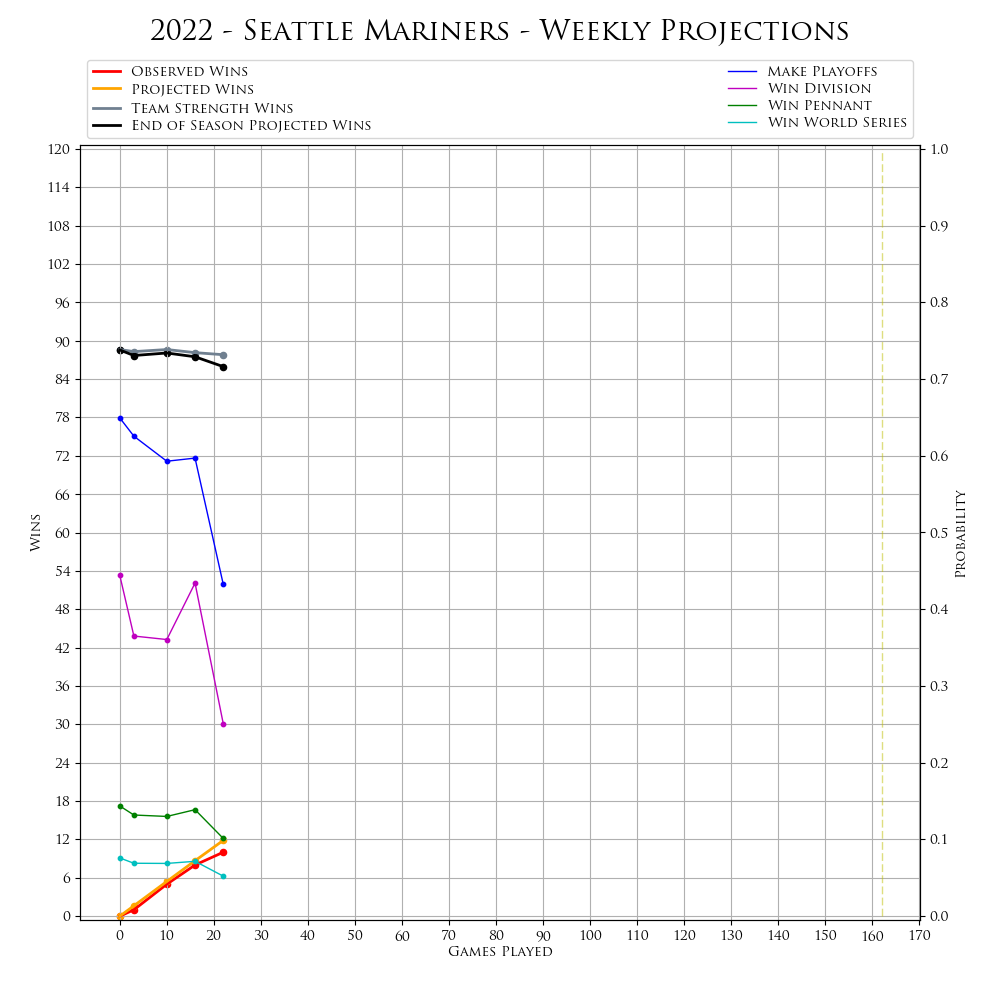 2022 - Seattle Mariners - Weekly Projections
Observed Wins
Projected Wins
Team Strength Wins
End of Season Projected Wins
Make Playoffs
Win Division
Win Pennant
Win World Series
120
114
108
102
96
90
84
78
72
66
60
54
48
42
36
30
24
18
12
6
0
Wins
1.0
0.9
0.8
0.7
0.6
0.5
0.4
0.3
0.2
0.1
0.0
Probability
0 10 20 30 40 50 60 70 80 90 100 110 120 130 140 150 160 170
Games Played